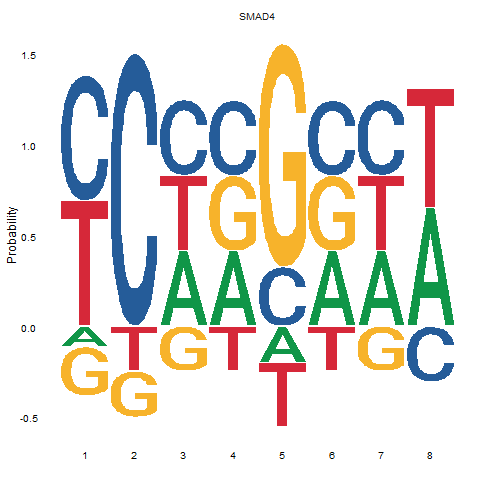 SMAD4
1.5
1.0
0.5
0.0
-0.5
Probability
C C C C G C C T
T T G C G T A
A A A A A
A T G T A T G C
G G T
1 2 3 4 5 6 7 8